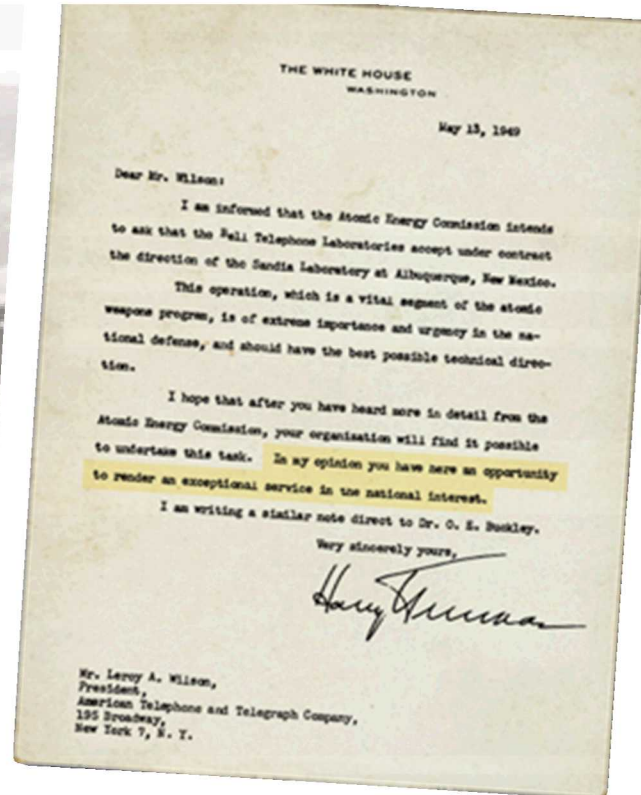 THE WHITE HOUSE
WASHINGTON
May 13, 1949
Dear Mr. Wilson:
I am informed that the Atomic Energy Commission intends
to ask that the Bell Telephone Laboratories accept under contract
the direction of the Sandia Laboratory at Albuquerque, New Mexico.
This operation, which is a vital segment of the atomic
weapons program, is of extreme importance and urgency in the na-
tional defense, and should have the best possible technical direc-
tion.
I hope that after you have heard more in detail from the
Atomic Energy Commission, your organization will find it possible
to undertake this task. In my opinion you have here an opportunity
to render an exceptional service in the national interest.
I am writing a similar note direct to Dr. O. E. Buckley.
Very sincerely yours,
Harry Truman
Mr. Leroy A. Wilson,
President,
American Telephone and Telegraph Company,
195 Broadway,
New York 7, N. Y.